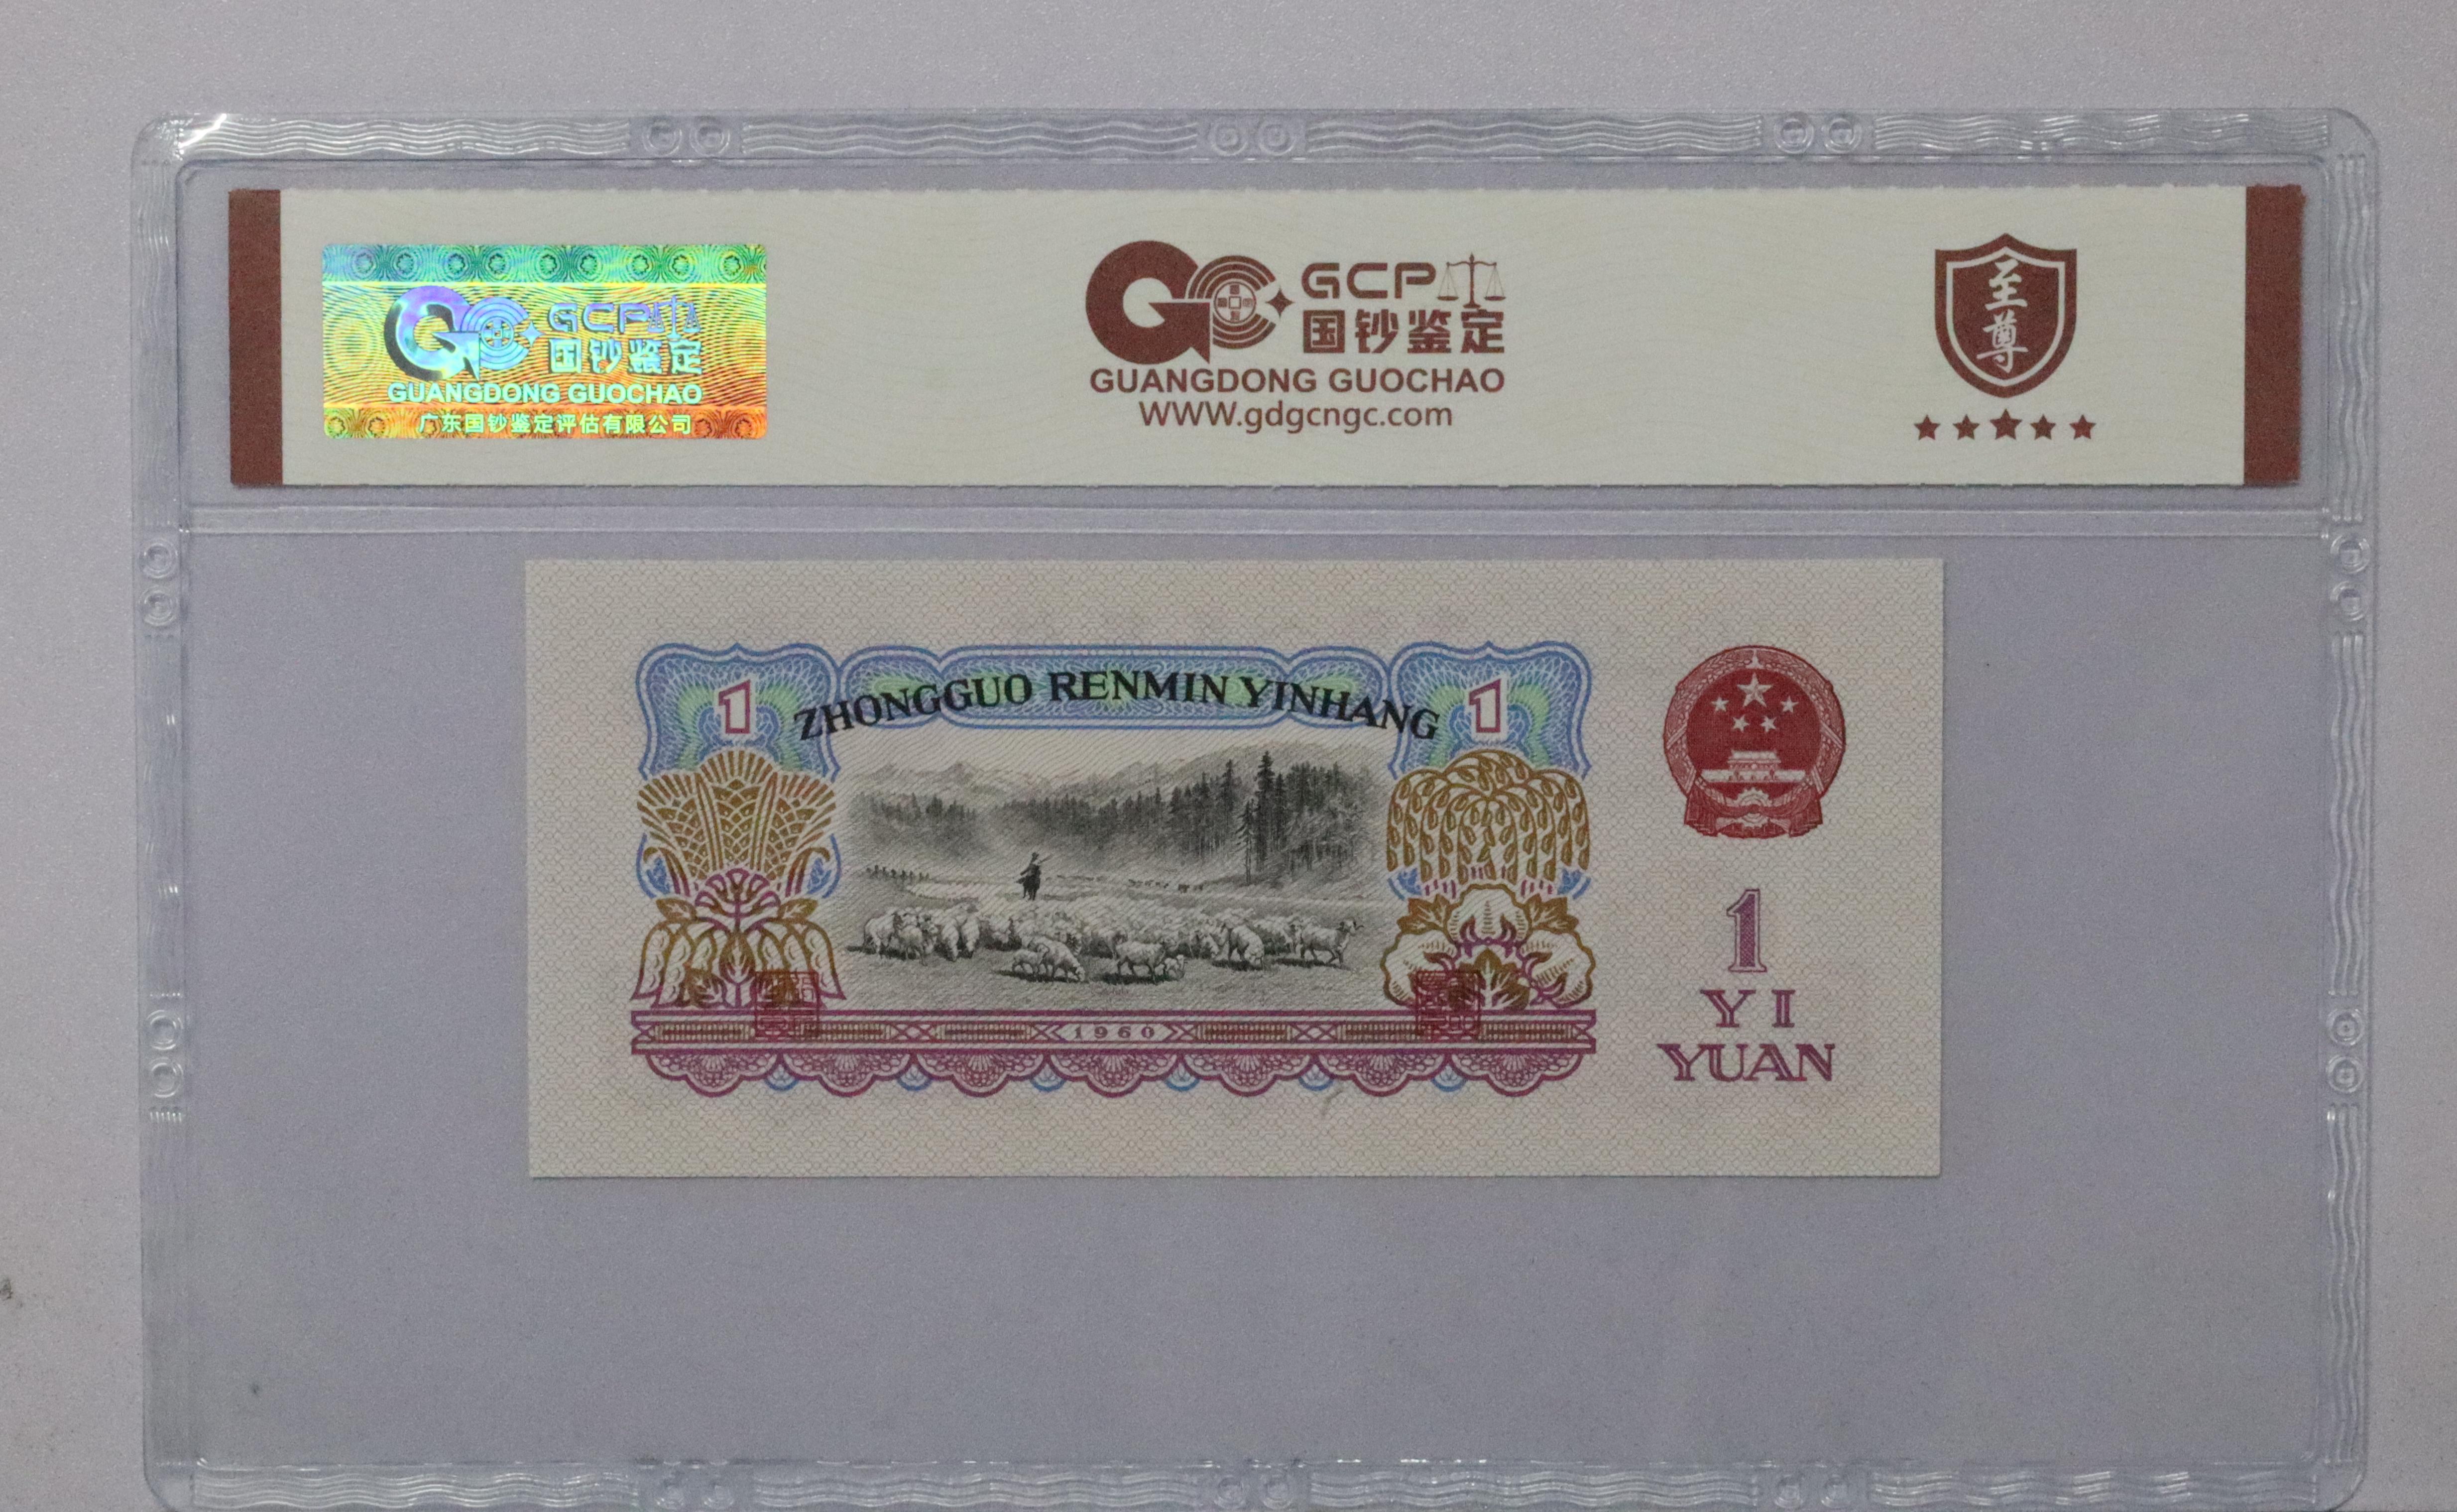 GCP
国钞鉴定
GUANGDONG GUOCHAO
广东国钞鉴定评估有限公司
GCP
国钞鉴定
GUANGDONG GUOCHAO
WWW.gdgcngc.com
至尊
ZHONGGUO RENMIN YINHANG
1
1
1960
1
YI
YUAN